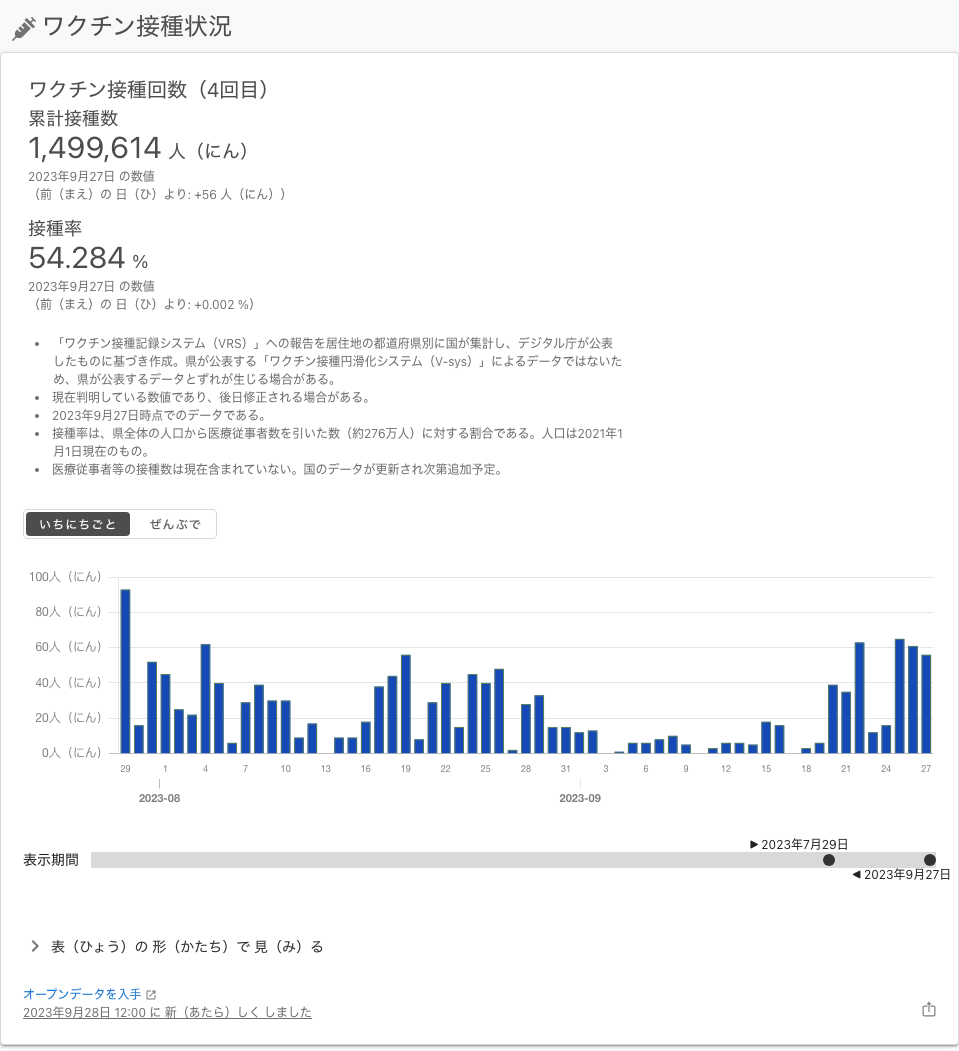 ワクチン接種状況
ワクチン接種回数（4回目）
累計接種数
1,499,614 人（にん）
2023年9月27日 の数値
（前（まえ）の 日（ひ）より: +56 人（にん））
接種率
54.284 %
2023年9月27日 の数値
（前（まえ）の 日（ひ）より: +0.002 %）
• 「ワクチン接種記録システム（VRS）」への報告を居住地の都道府県別に国が集計し、デジタル庁が公表
したものに基づき作成。県が公表する「ワクチン接種円滑化システム（V-sys）」によるデータではないた
め、県が公表するデータとずれが生じる場合がある。
• 現在判明している数値であり、後日修正される場合がある。
• 2023年9月27日時点でのデータである。
• 接種率は、県全体の人口から医療従事者数を引いた数（約276万人）に対する割合である。人口は2021年1
月1日現在のもの。
• 医療従事者等の接種数は現在含まれていない。国のデータが更新され次第追加予定。
いちにちごと ぜんぶで
100人（にん）
80人（にん）
60人（にん）
40人（にん）
20人（にん）
0人（にん）
29 1 4 7 10 13 16 19 22 25 28 31 3 6 9 12 15 18 21 24 27
2023-08 2023-09
▶ 2023年7月29日
表示期間
◀ 2023年9月27日
表（ひょう）の 形（かたち）で 見（み）る
オープンデータを入手
2023年9月28日 12:00 に 新（あたら）しく しました